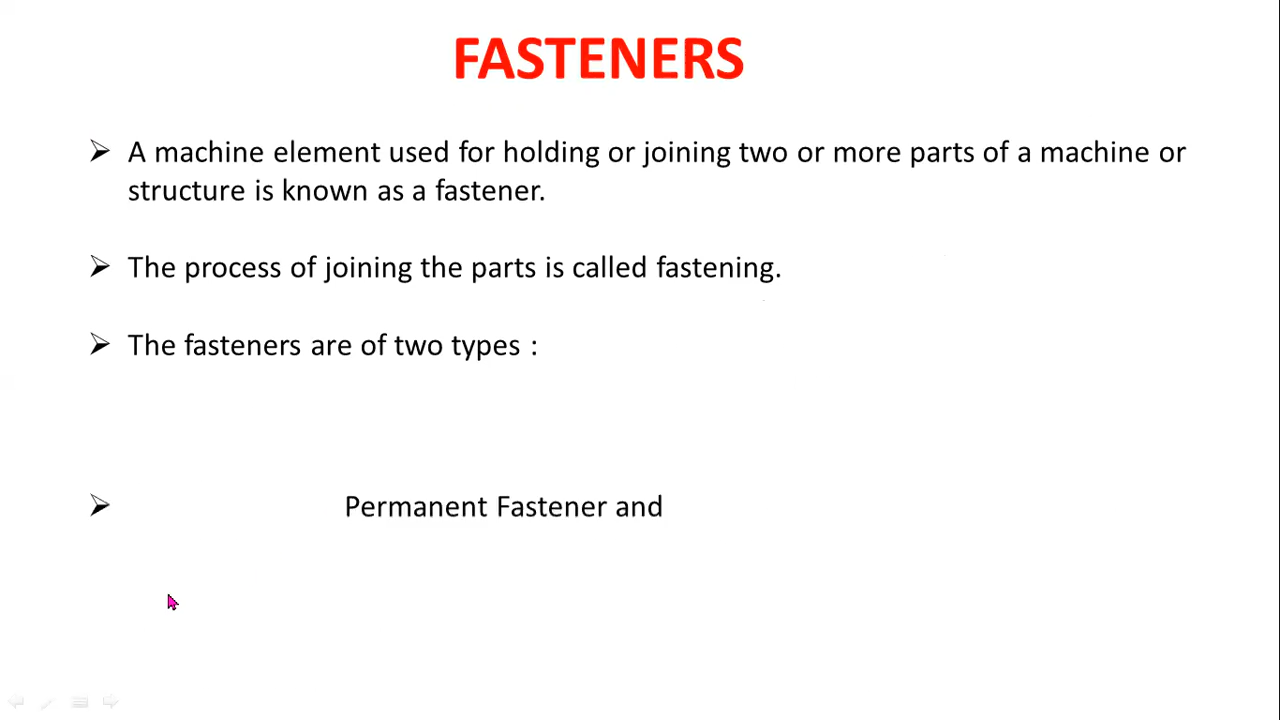 FASTENERS
➢ A machine element used for holding or joining two or more parts of a machine or
structure is known as a fastener.
➢ The process of joining the parts is called fastening.
➢ The fasteners are of two types :
➢ Permanent Fastener and